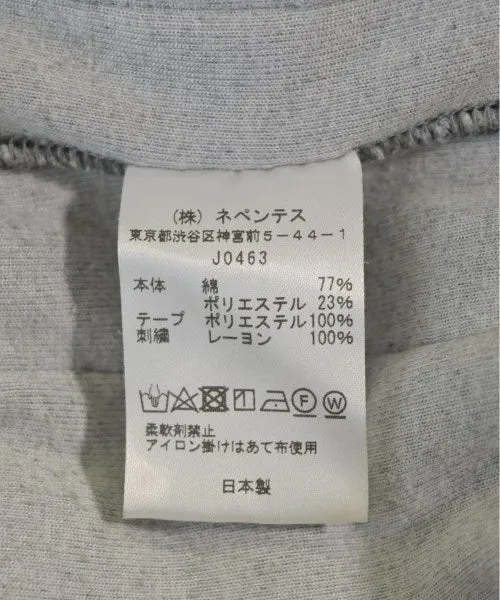 (株) ネペンテス
東京都渋谷区神宮前5-44-1
J0463
本体 綿 77%
ポリエステル 23%
テープ ポリエステル100%
刺繍 レーヨン 100%
F W
柔軟剤禁止
アイロン掛けはあて布使用
日本製